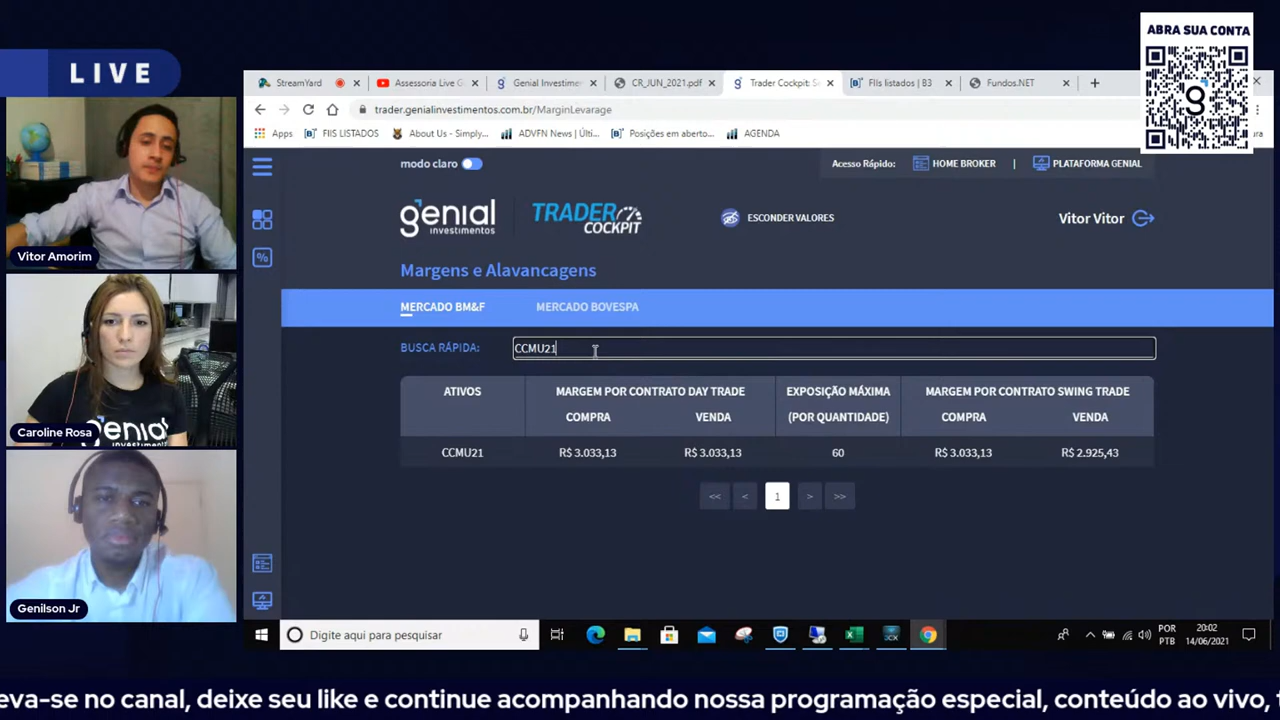 LIVE
ABRA SUA CONTA
Vitor Amorim
Caroline Rosa
genial
Genilson Jr
StreamYard
Assessoria Live G
Genial Investime
CR_JUN_2021.pdf
Trader Cockpit: S
FIIs listados | B3
Fundos.NET
trader.genialinvestimentos.com.br/MarginLevarage
Apps
FIIS LISTADOS
About Us - Simply...
ADVFN News | Últi...
Posições em aberto...
AGENDA
modo claro
Acesso Rápido:
HOME BROKER
|
PLATAFORMA GENIAL
genial
investimentos
TRADER
COCKPIT
ESCONDER VALORES
Vitor Vitor
Margens e Alavancagens
MERCADO BM&F
MERCADO BOVESPA
BUSCA RÁPIDA:
CCMU21
ATIVOS
MARGEM POR CONTRATO DAY TRADE
EXPOSIÇÃO MÁXIMA
MARGEM POR CONTRATO SWING TRADE
COMPRA
VENDA
(POR QUANTIDADE)
COMPRA
VENDA
CCMU21
R$ 3.033,13
R$ 3.033,13
60
R$ 3.033,13
R$ 2.925,43
<< < 1 > >>
Digite aqui para pesquisar
POR
PTB
20:02
14/06/2021
eva-se no canal, deixe seu like e continue acompanhando nossa programação especial, conteúdo ao vivo,